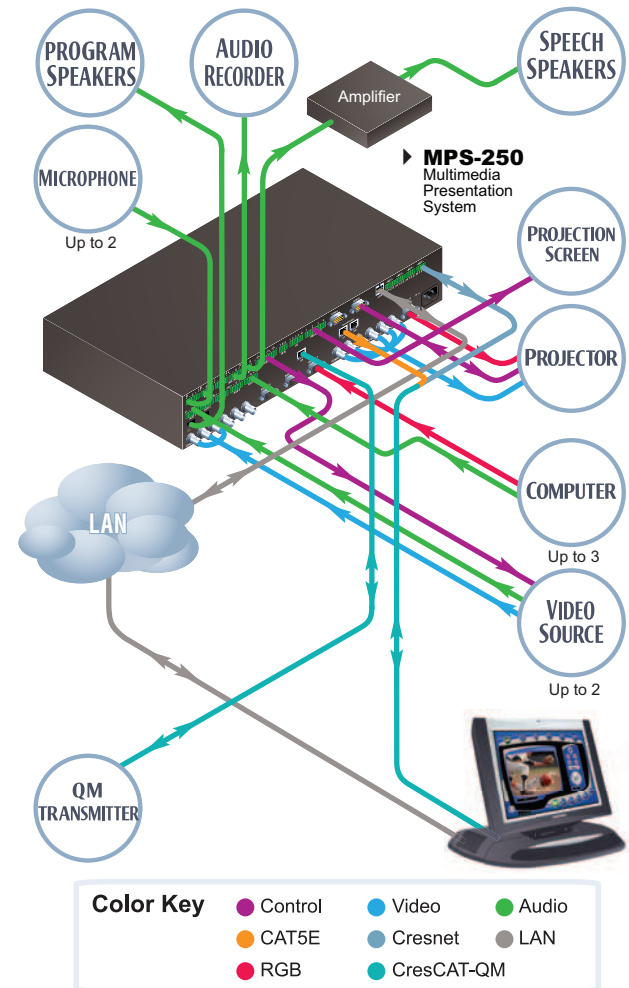 PROGRAM
SPEAKERS
AUDIO
RECORDER
Amplifier
SPEECH
SPEAKERS
MPS-250
Multimedia
Presentation
System
MICROPHONE
Up to 2
PROJECTION
SCREEN
PROJECTOR
COMPUTER
Up to 3
LAN
VIDEO
SOURCE
Up to 2
QM
TRANSMITTER
Color Key
Control
Video
Audio
CAT5E
Cresnet
LAN
RGB
CresCAT-QM